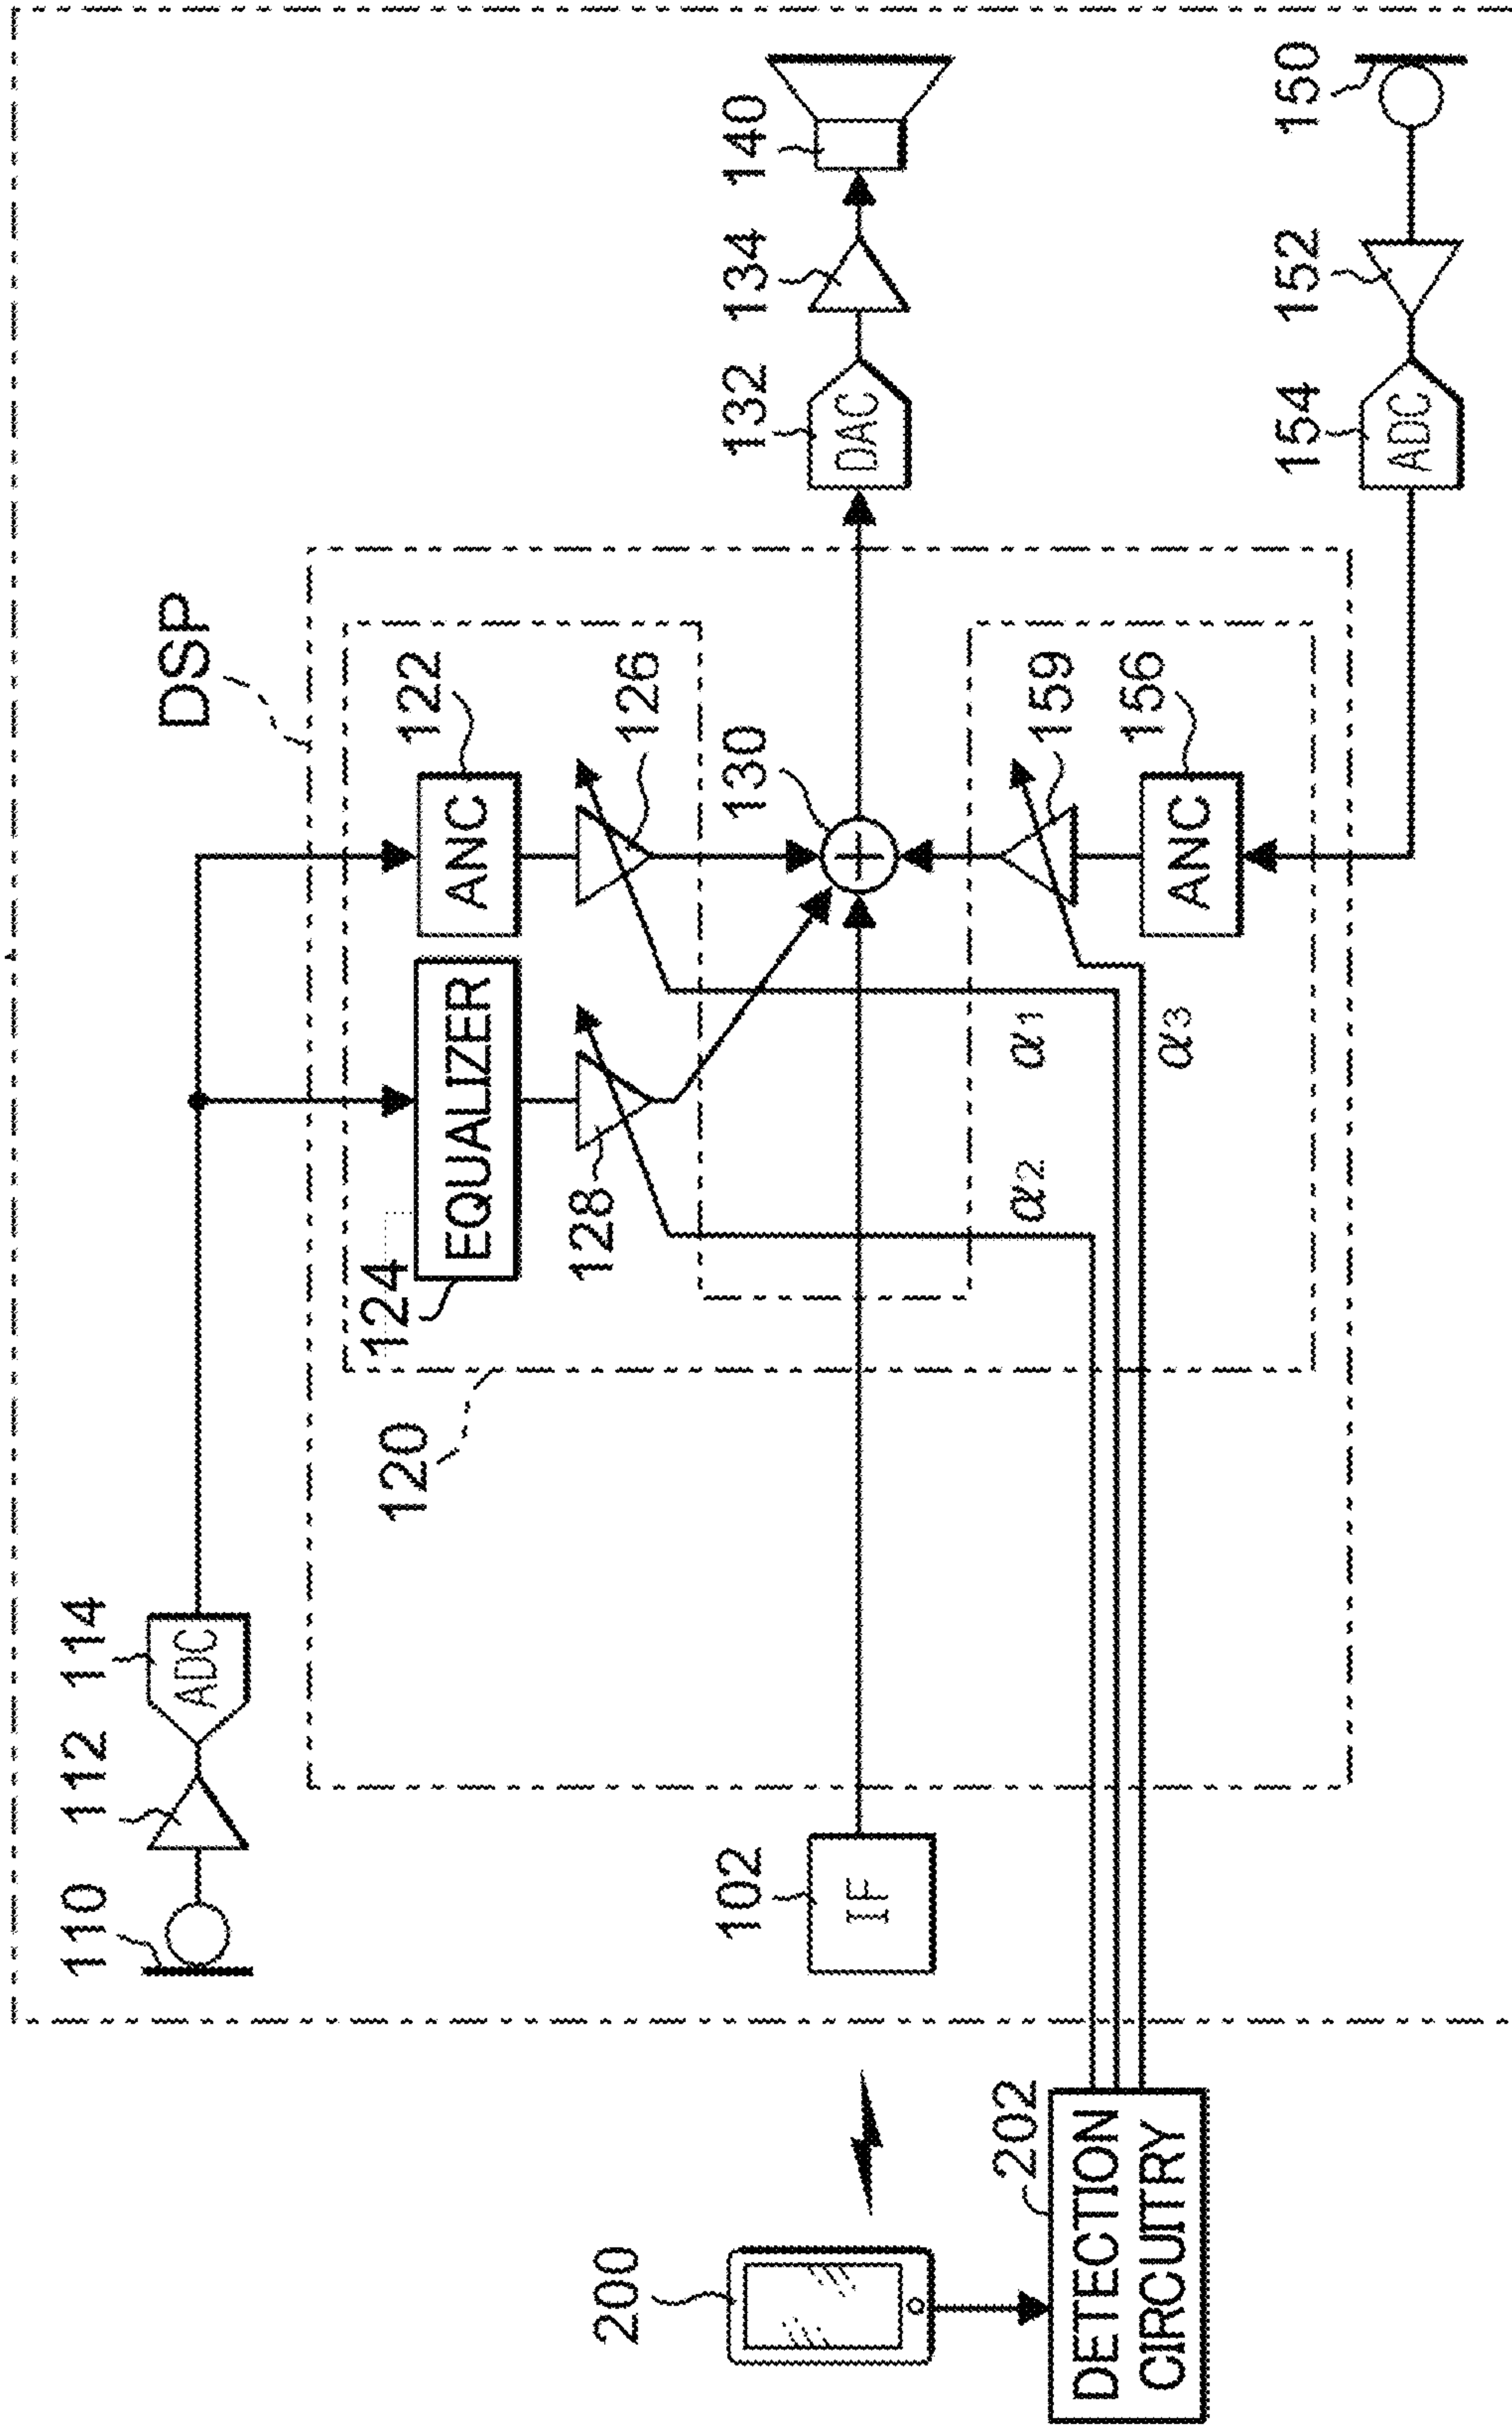 110
112
114
ADC
DSP
120
124
EQUALIZER
ANC
122
128
126
130
102
IF
132
DAC
134
140
α2
α1
159
α3
ANC
156
154
ADC
152
150
200
202
DETECTION
CIRCUITRY